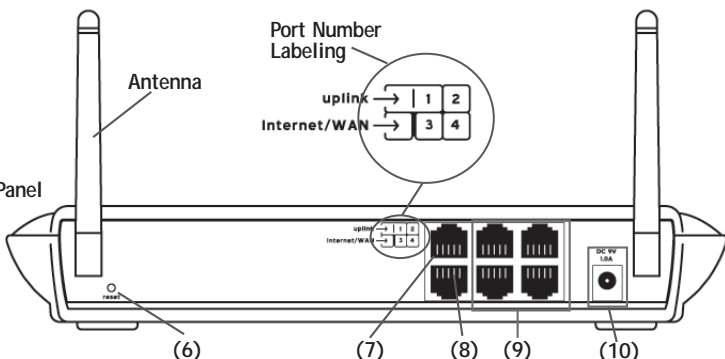 Port Number
Labeling
Antenna
uplink → 1 2
Internet/WAN → 3 4
Panel
uplink → 1 2
Internet/WAN → 3 4
DC 9V
1.0A
reset
(6) (7) (8) (9) (10)